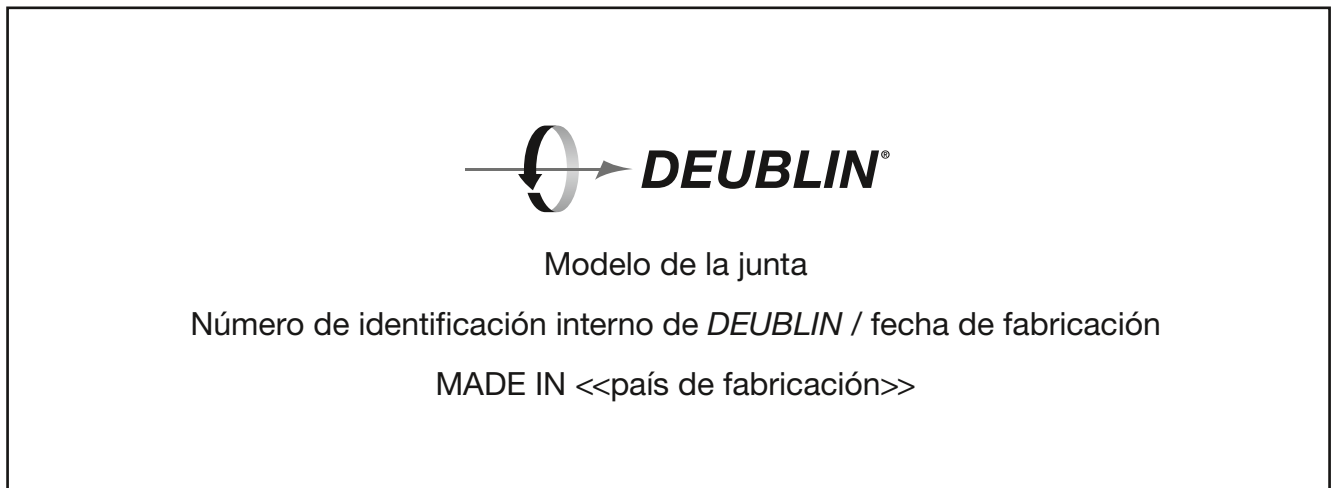 DEUBLIN®
Modelo de la junta
Número de identificación interno de DEUBLIN / fecha de fabricación
MADE IN <<país de fabricación>>